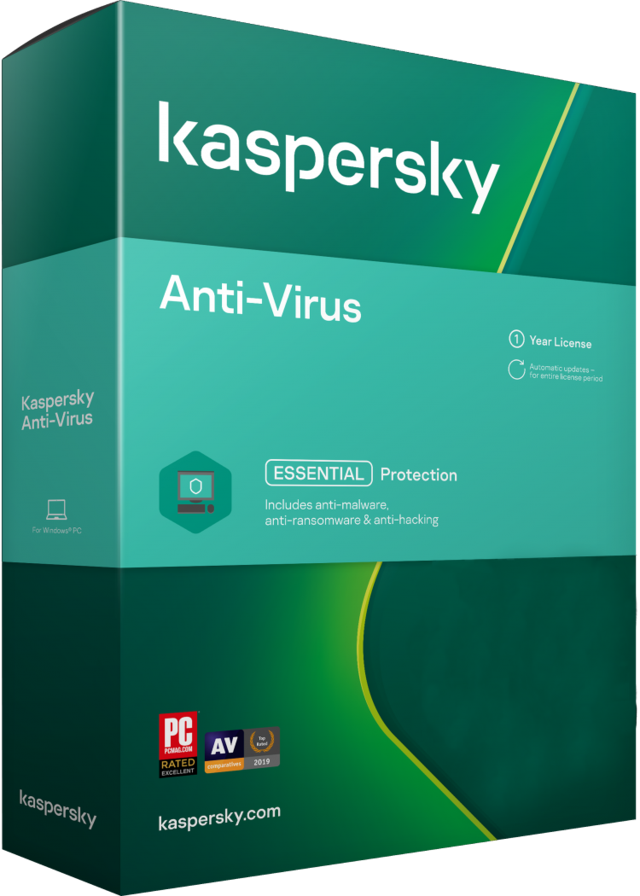 kaspersky
Anti-Virus
1 Year License
Automatic updates –
for entire license period
Kaspersky
Anti-Virus
For Windows® PC
ESSENTIAL Protection
Includes anti-malware,
anti-ransomware & anti-hacking
PC
PCMAG.COM
RATED
EXCELLENT
AV
comparatives
Top
Rated
2019
kaspersky
kaspersky.com